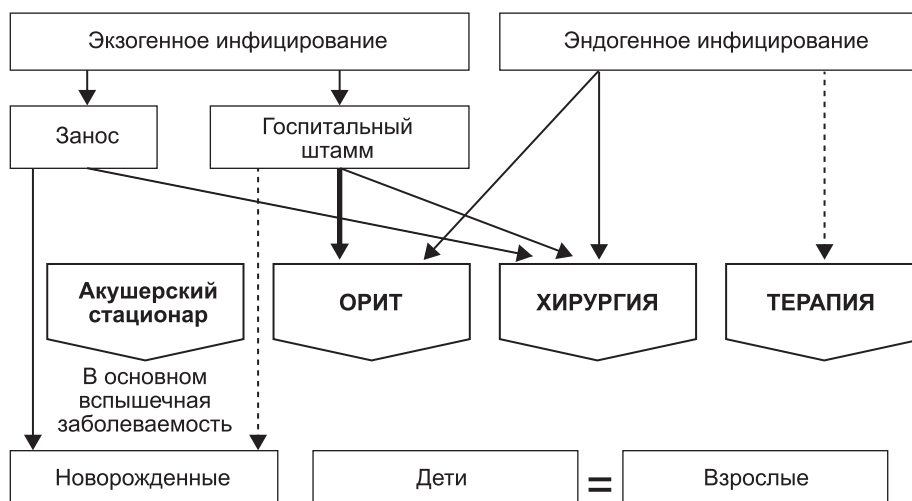 Экзогенное инфицирование
Эндогенное инфицирование
Занос
Госпитальный
штамм
Акушерский
стационар
ОРИТ
ХИРУРГИЯ
ТЕРАПИЯ
В основном
вспышечная
заболеваемость
Новорожденные
Дети
=
Взрослые